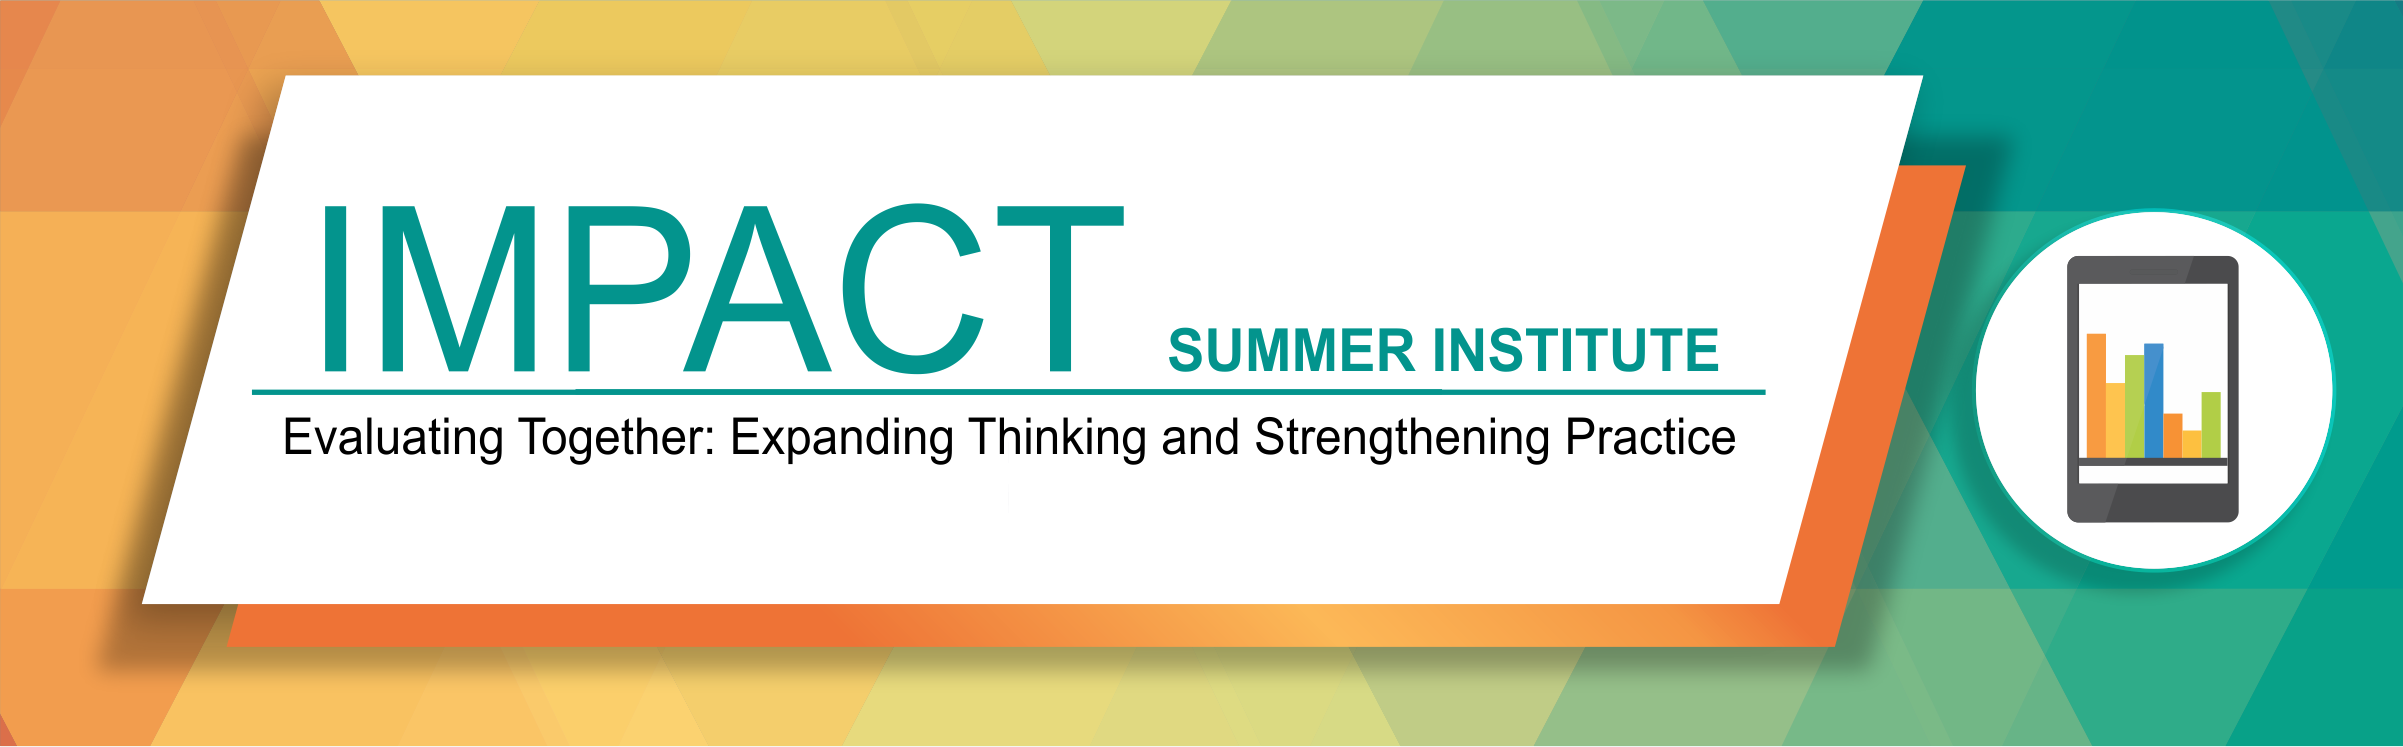 IMPACT SUMMER INSTITUTE
Evaluating Together: Expanding Thinking and Strengthening Practice